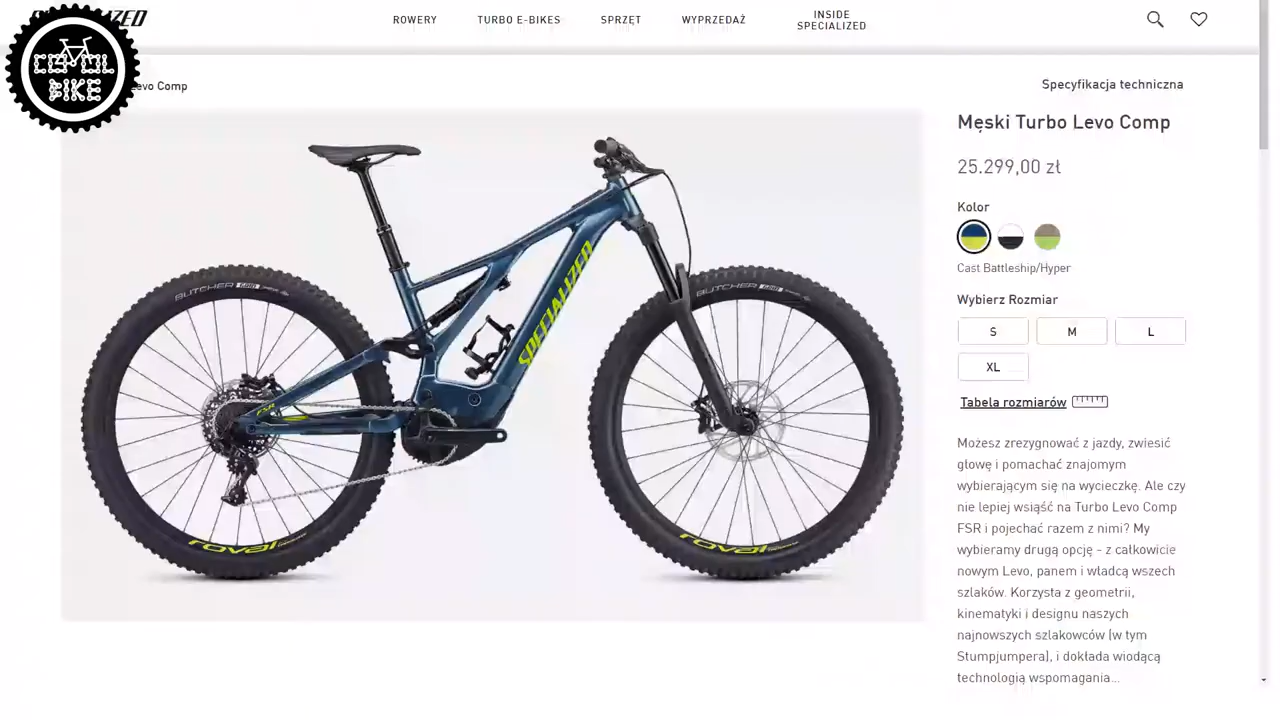 ROWERY
TURBO E-BIKES
SPRZĘT
WYPRZEDAŻ
INSIDE
SPECIALIZED
BIKE
Levo Comp
Specyfikacja techniczna
Męski Turbo Levo Comp
25.299,00 zł
Kolor
Cast Battleship/Hyper
Wybierz Rozmiar
S
M
L
XL
Tabela rozmiarów
Możesz zrezygnować z jazdy, zwiesić
głowę i pomachać znajomym
wybierającym się na wycieczkę. Ale czy
nie lepiej wsiąść na Turbo Levo Comp
FSR i pojechać razem z nimi? My
wybieramy drugą opcję - z całkowicie
nowym Levo, panem i władcą wszech
szlaków. Korzysta z geometrii,
kinematyki i designu naszych
najnowszych szlakowców (w tym
Stumpjumpera), i dokłada wiodącą
technologią wspomagania...
BUTCHER GRID
SPECIALIZED
BUTCHER GRID
FSR
roval
roval